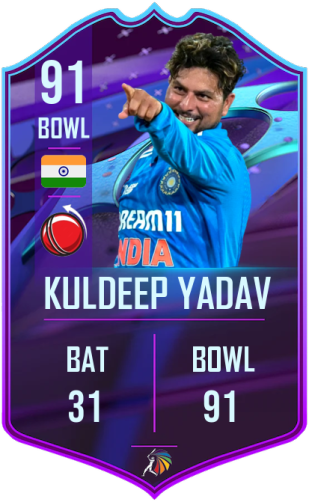 91
BOWL
DREAM11
INDIA
KULDEEP YADAV
BAT
BOWL
31
91